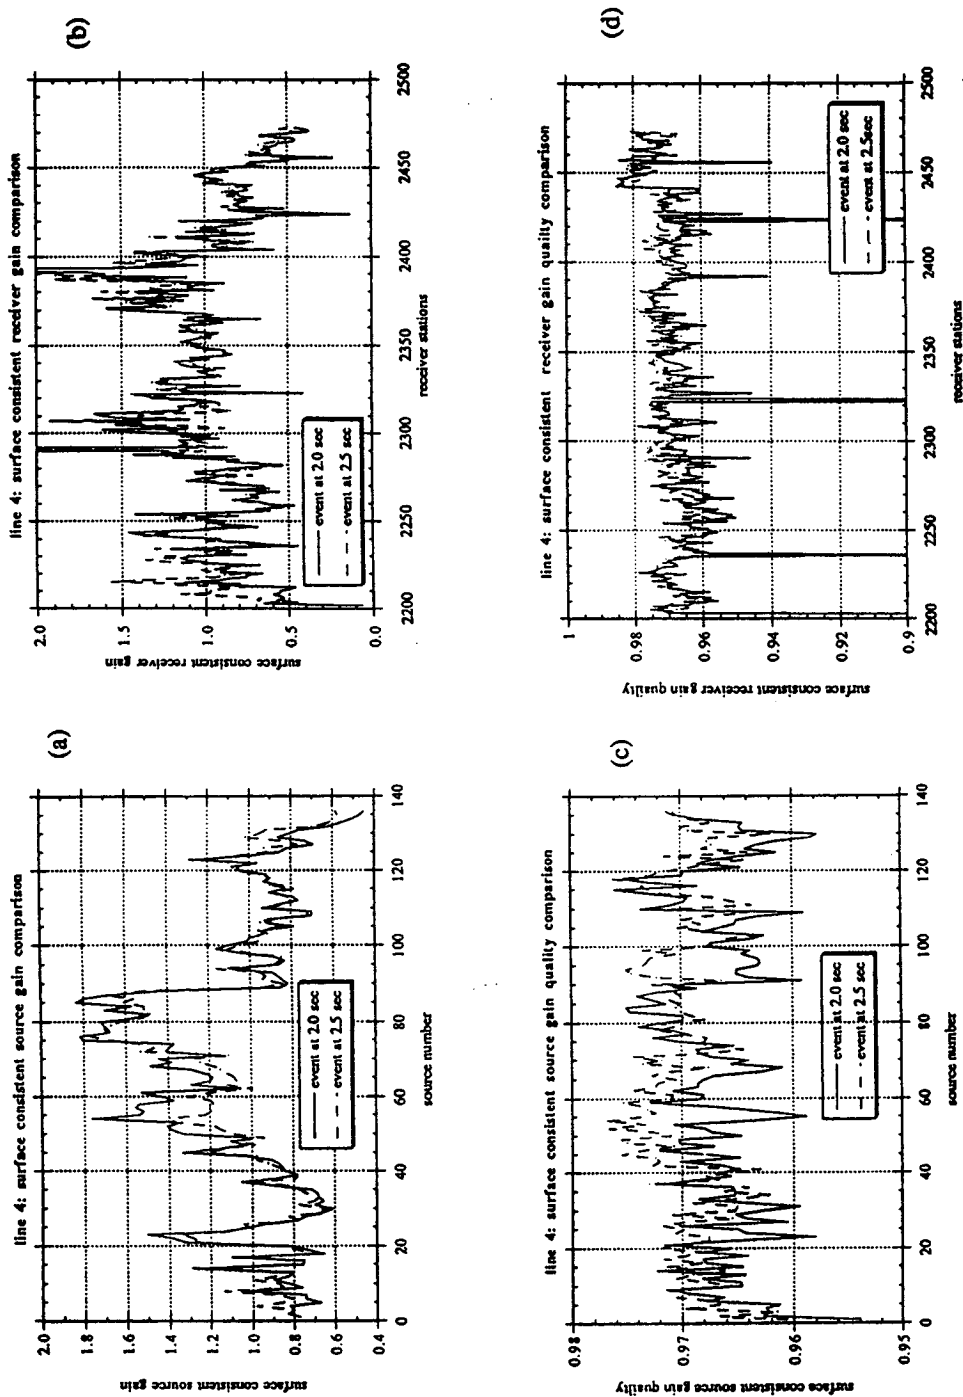 (a)
line 4: surface consistent source gain comparison
surface consistent source gain
2.0
1.8
1.6
1.4
1.2
1.0
0.8
0.6
0.4
0 20 40 60 80 100 120 140
source number
event at 2.0 sec
event at 2.5 sec
(b)
line 4: surface consistent receiver gain comparison
surface consistent receiver gain
2.0
1.5
1.0
0.5
0.0
2200 2250 2300 2350 2400 2450 2500
receiver stations
event at 2.0 sec
event at 2.5 sec
(c)
line 4: surface consistent source gain quality comparison
surface consistent source gain quality
0.98
0.97
0.96
0.95
0 20 40 60 80 100 120 140
source number
event at 2.0 sec
event at 2.5 sec
(d)
line 4: surface consistent receiver gain quailty comparison
surface consistent receiver gain quality
1
0.98
0.96
0.94
0.92
0.9
2200 2250 2300 2350 2400 2450 2500
receiver stations
event at 2.0 sec
event at 2.5sec